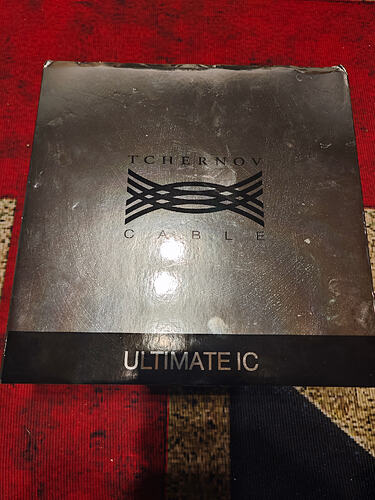 TCHERNOV
CABLE
ULTIMATE IC